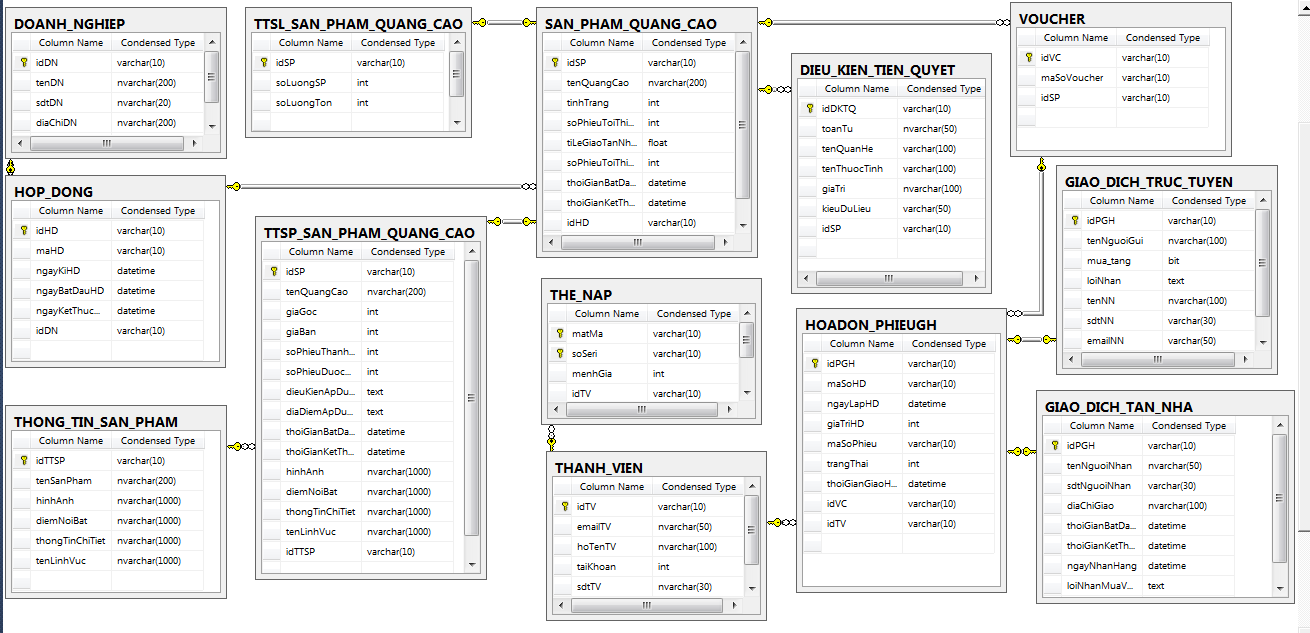 DOANH_NGHIEP
Column Name Condensed Type
idDN varchar(10)
tenDN nvarchar(200)
sdtDN nvarchar(20)
diaChiDN nvarchar(200)
TTSL_SAN_PHAM_QUANG_CAO
Column Name Condensed Type
idSP varchar(10)
soLuongSP int
soLuongTon int
SAN_PHAM_QUANG_CAO
Column Name Condensed Type
idSP varchar(10)
tenQuangCao nvarchar(200)
tinhTrang int
soPhieuToiThi... int
tiLeGiaoTanNh... float
soPhieuToiThi... int
thoiGianBatDa... datetime
thoiGianKetTh... datetime
idHD varchar(10)
DIEU_KIEN_TIEN_QUYET
Column Name Condensed Type
idDKTQ varchar(10)
toanTu nvarchar(50)
tenQuanHe varchar(100)
tenThuocTinh varchar(100)
giaTri nvarchar(100)
kieuDuLieu varchar(50)
idSP varchar(10)
VOUCHER
Column Name Condensed Type
idVC varchar(10)
maSoVoucher varchar(10)
idSP varchar(10)
HOP_DONG
Column Name Condensed Type
idHD varchar(10)
maHD varchar(10)
ngayKiHD datetime
ngayBatDauHD datetime
ngayKetThuc... datetime
idDN varchar(10)
TTSP_SAN_PHAM_QUANG_CAO
Column Name Condensed Type
idSP varchar(10)
tenQuangCao nvarchar(200)
giaGoc int
giaBan int
soPhieuThanh... int
soPhieuDuoc... int
dieuKienApDu... text
diaDiemApDu... text
thoiGianBatDa... datetime
thoiGianKetTh... datetime
hinhAnh nvarchar(1000)
diemNoiBat nvarchar(1000)
thongTinChiTiet nvarchar(1000)
tenLinhVuc nvarchar(1000)
idTTSP varchar(10)
GIAO_DICH_TRUC_TUYEN
Column Name Condensed Type
idPGH varchar(10)
tenNguoiGui nvarchar(100)
mua_tang bit
loiNhan text
tenNN nvarchar(100)
sdtNN nvarchar(30)
emailNN varchar(50)
THE_NAP
Column Name Condensed Type
matMa varchar(10)
soSeri varchar(10)
menhGia int
idTV varchar(10)
HOADON_PHIEUGH
Column Name Condensed Type
idPGH varchar(10)
maSoHD varchar(10)
ngayLapHD datetime
giaTriHD int
maSoPhieu varchar(10)
trangThai int
thoiGianGiaoH... datetime
idVC varchar(10)
idTV varchar(10)
THONG_TIN_SAN_PHAM
Column Name Condensed Type
idTTSP varchar(10)
tenSanPham nvarchar(200)
hinhAnh nvarchar(1000)
diemNoiBat nvarchar(1000)
thongTinChiTiet nvarchar(1000)
tenLinhVuc nvarchar(1000)
THANH_VIEN
Column Name Condensed Type
idTV varchar(10)
emailTV nvarchar(50)
hoTenTV nvarchar(100)
taiKhoan int
sdtTV nvarchar(30)
GIAO_DICH_TAN_NHA
Column Name Condensed Type
idPGH varchar(10)
tenNguoiNhan nvarchar(50)
sdtNguoiNhan varchar(30)
diaChiGiao nvarchar(100)
thoiGianBatDa... datetime
thoiGianKetTh... datetime
ngayNhanHang datetime
loiNhanMuaV... text